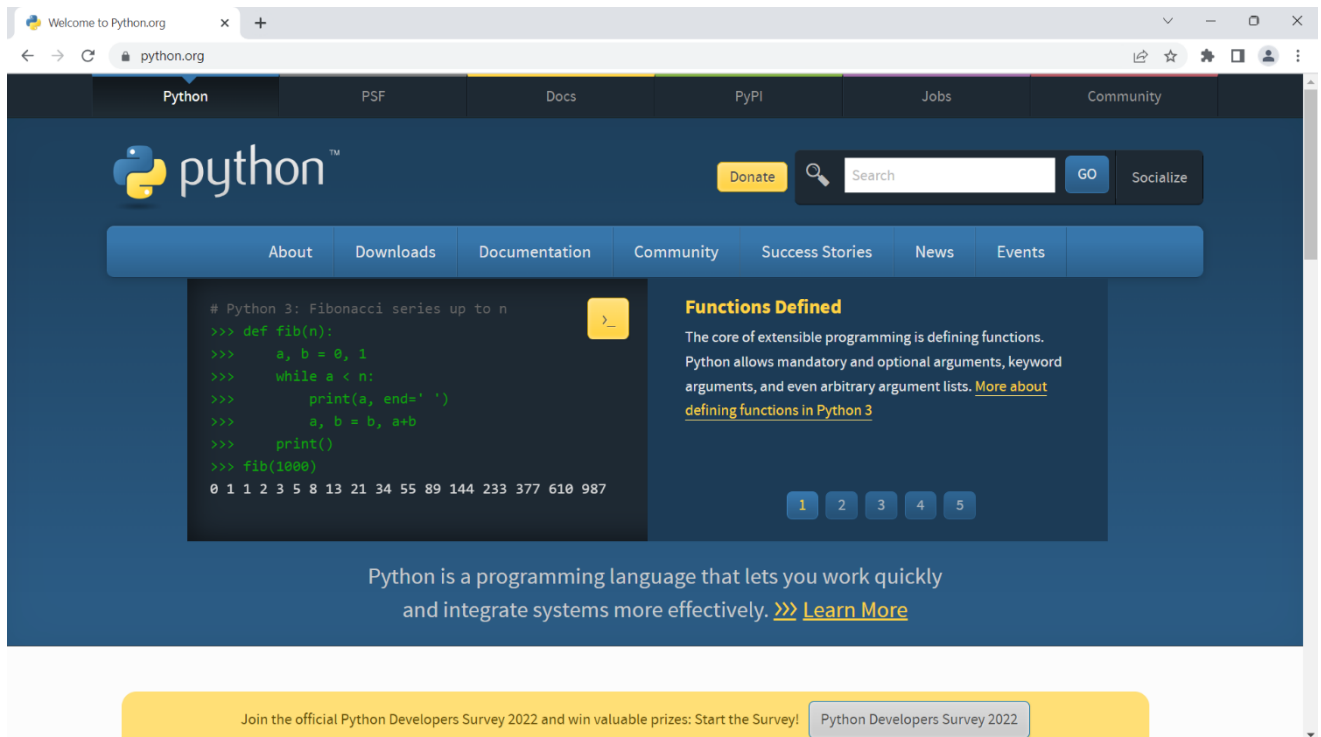 Welcome to Python.org
python.org
Python PSF Docs PyPI Jobs Community
python™
Donate Search GO Socialize
About Downloads Documentation Community Success Stories News Events
# Python 3: Fibonacci series up to n
>>> def fib(n):
>>>     a, b = 0, 1
>>>     while a < n:
>>>         print(a, end=' ')
>>>         a, b = b, a+b
>>>     print()
>>> fib(1000)
0 1 1 2 3 5 8 13 21 34 55 89 144 233 377 610 987
>_
Functions Defined
The core of extensible programming is defining functions.
Python allows mandatory and optional arguments, keyword
arguments, and even arbitrary argument lists. More about
defining functions in Python 3
1 2 3 4 5
Python is a programming language that lets you work quickly
and integrate systems more effectively. >>> Learn More
Join the official Python Developers Survey 2022 and win valuable prizes: Start the Survey! Python Developers Survey 2022